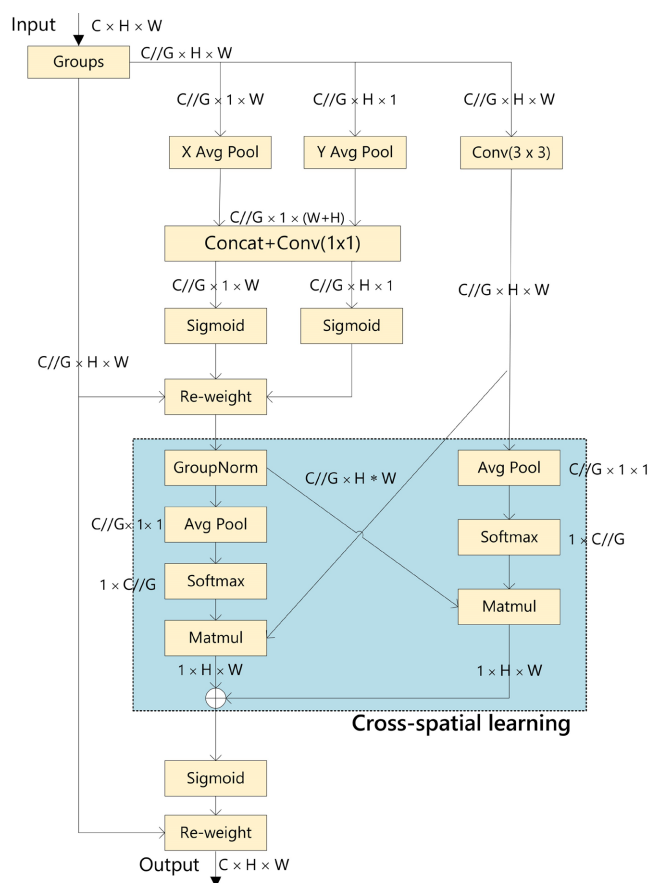 Input
C × H × W
Groups
C//G × H × W
C//G × 1 × W
C//G × H × 1
C//G × H × W
X Avg Pool
Y Avg Pool
Conv(3 x 3)
C//G × 1 × (W+H)
Concat+Conv(1x1)
C//G × 1 × W
C//G × H × 1
C//G × H × W
Sigmoid
Sigmoid
C//G × H × W
Re-weight
GroupNorm
C//G × H * W
Avg Pool
C//G × 1 × 1
C//G× 1× 1
Avg Pool
Softmax
1 × C//G
1 × C//G
Softmax
Matmul
Matmul
1 × H × W
1 × H × W
Cross-spatial learning
Sigmoid
Re-weight
Output
C × H × W